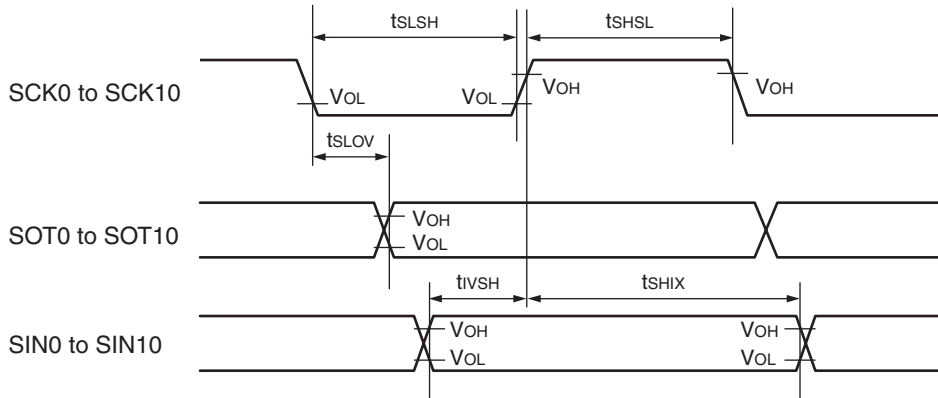 tSLSH tSHSL
SCK0 to SCK10
VOL VOL VOH VOH
tSLOV
SOT0 to SOT10
VOH
VOL
tIVSH tSHIX
SIN0 to SIN10
VOH VOH
VOL VOL